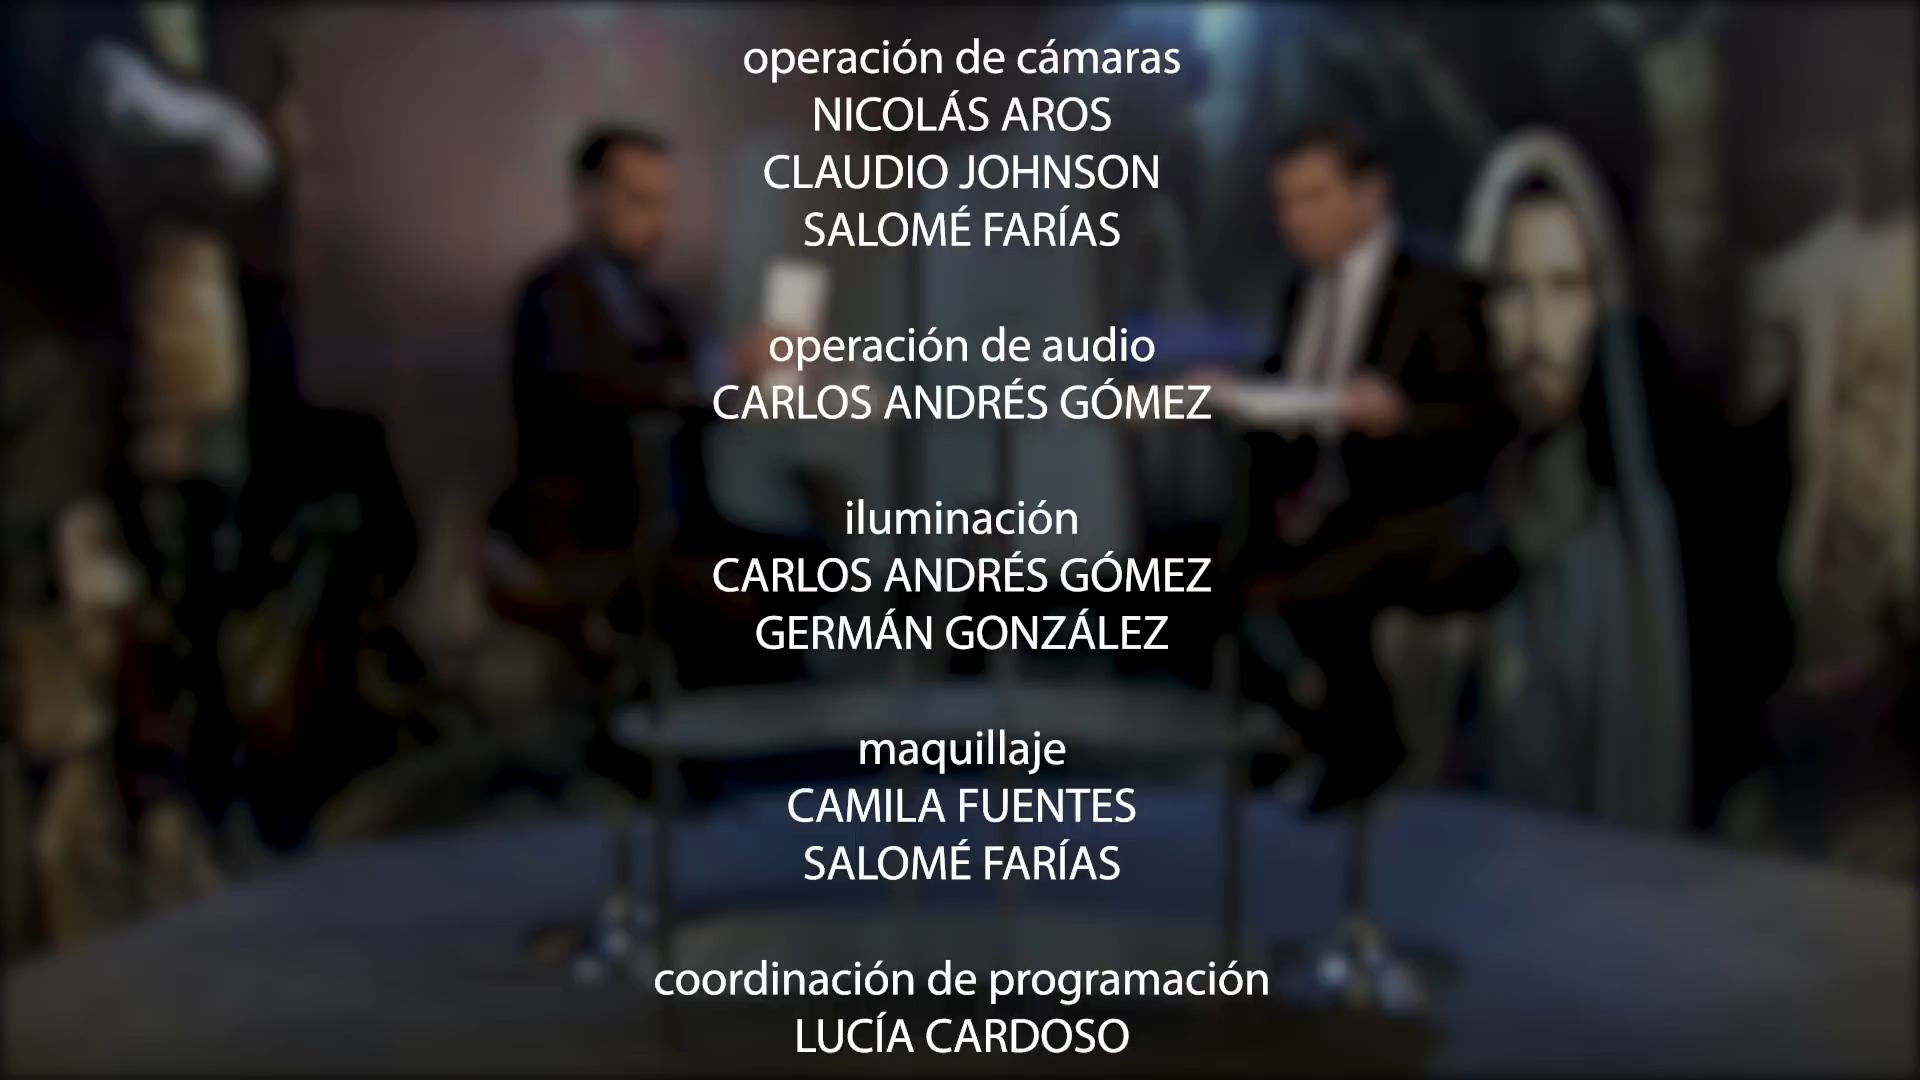 operación de cámaras
NICOLÁS AROS
CLAUDIO JOHNSON
SALOMÉ FARÍAS
operación de audio
CARLOS ANDRÉS GÓMEZ
iluminación
CARLOS ANDRÉS GÓMEZ
GERMÁN GONZÁLEZ
maquillaje
CAMILA FUENTES
SALOMÉ FARÍAS
coordinación de programación
LUCÍA CARDOSO